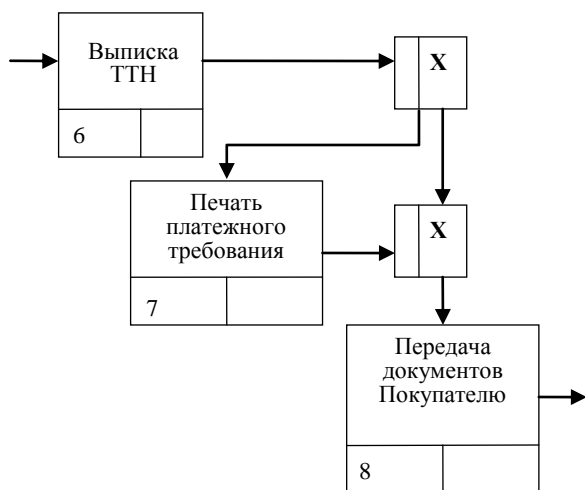 Выписка
ТТН
6
X
Печать
платежного
требования
7
X
Передача
документов
Покупателю
8